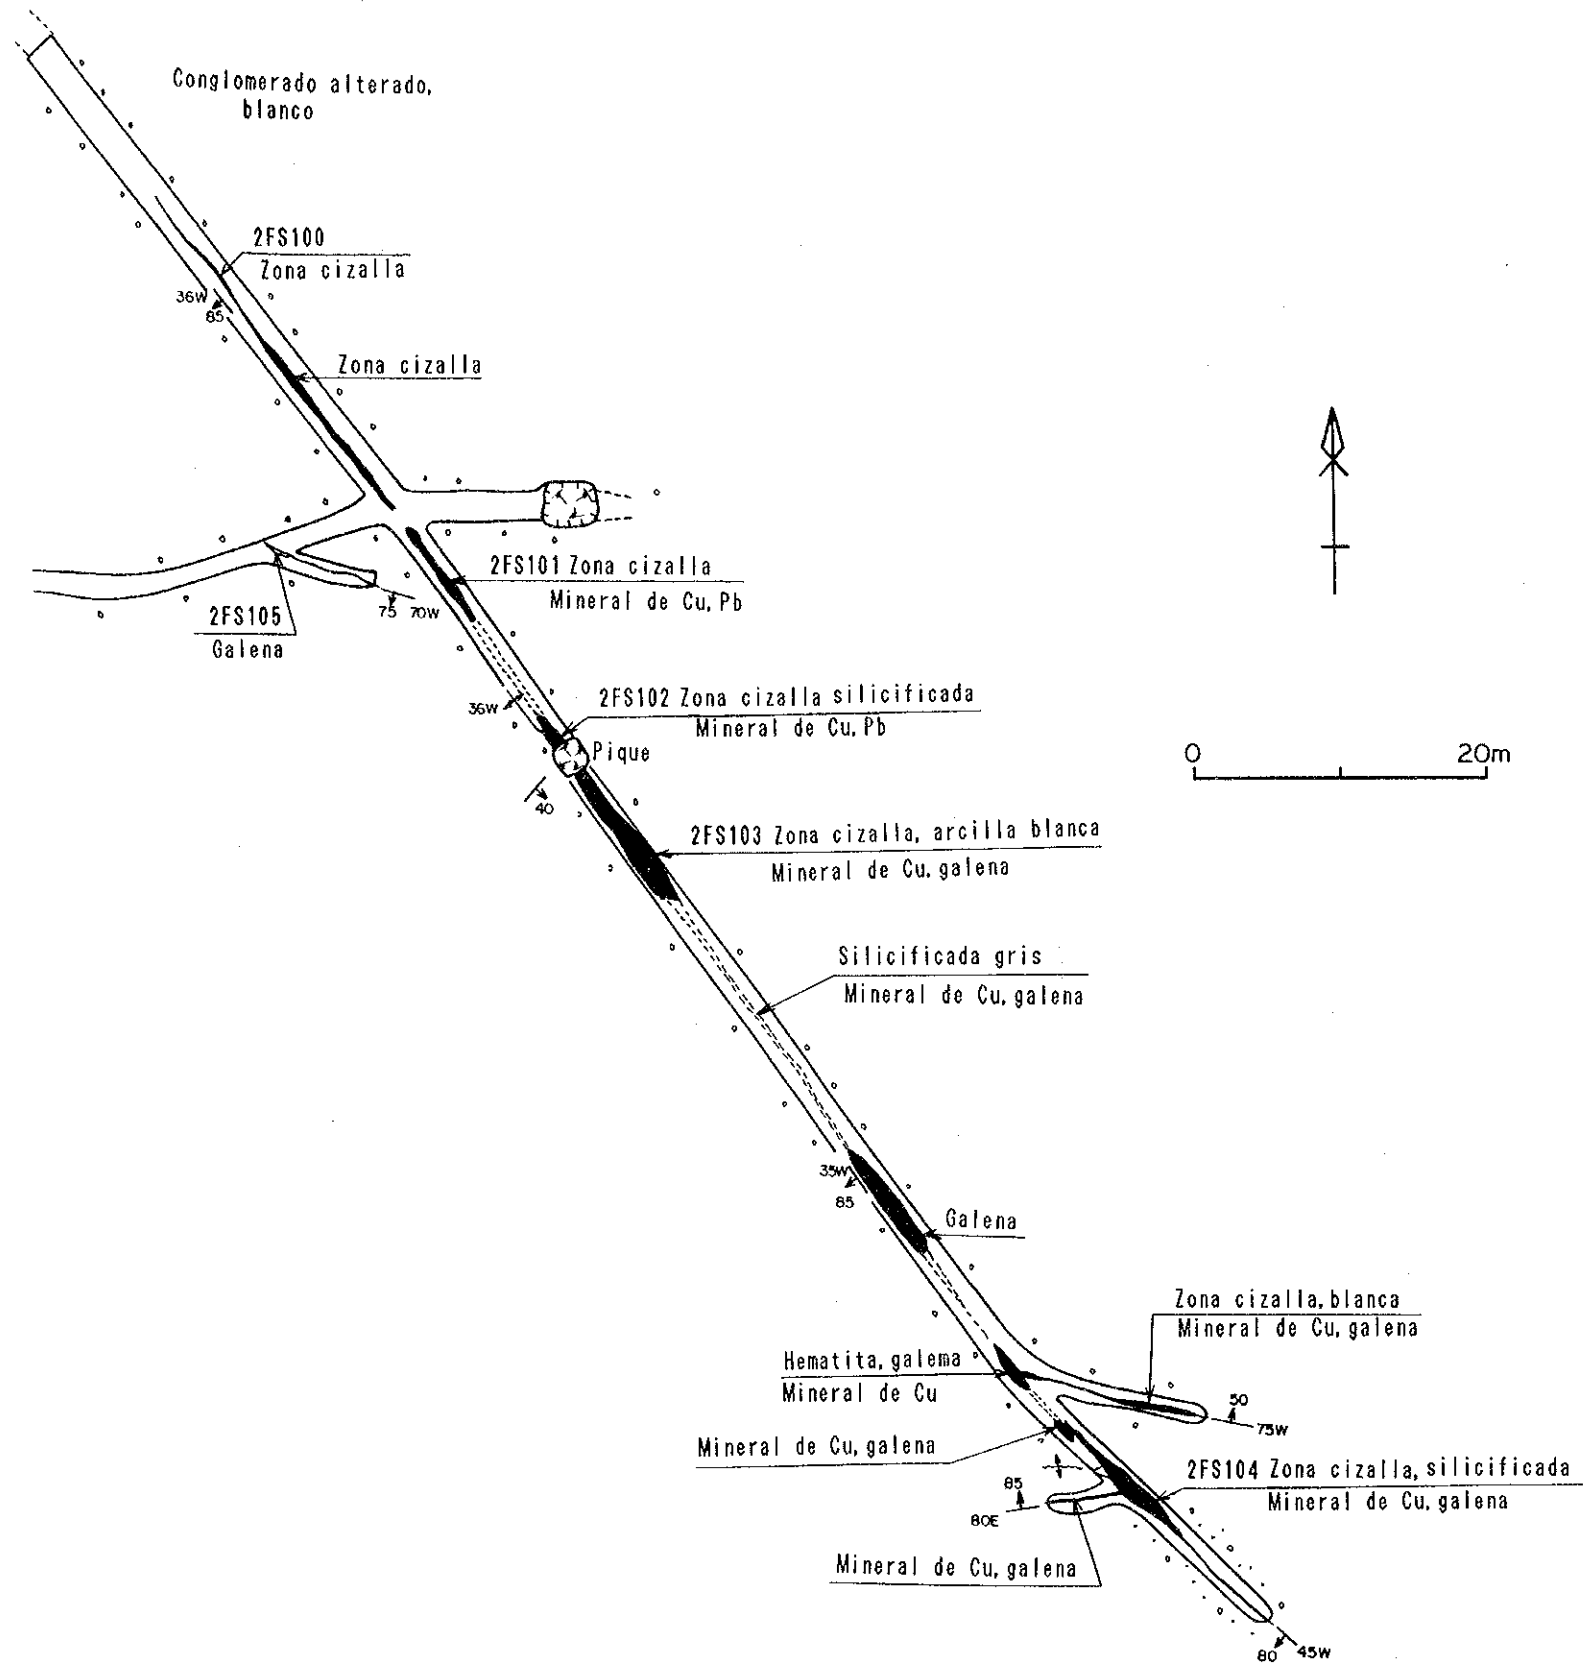 Conglomerado alterado,
blanco
2FS100
Zona cizalla
36W
85
Zona cizalla
2FS101 Zona cizalla
Mineral de Cu, Pb
75 70W
2FS105
Galena
2FS102 Zona cizalla silicificada
Mineral de Cu, Pb
36W
Pique
0 20m
40
2FS103 Zona cizalla, arcilla blanca
Mineral de Cu, galena
Silicificada gris
Mineral de Cu, galena
35W
85
Galena
Zona cizalla, blanca
Mineral de Cu, galena
Hematita, galema
Mineral de Cu
50
75W
Mineral de Cu, galena
2FS104 Zona cizalla, silicificada
Mineral de Cu, galena
85
80E
Mineral de Cu, galena
80 45W